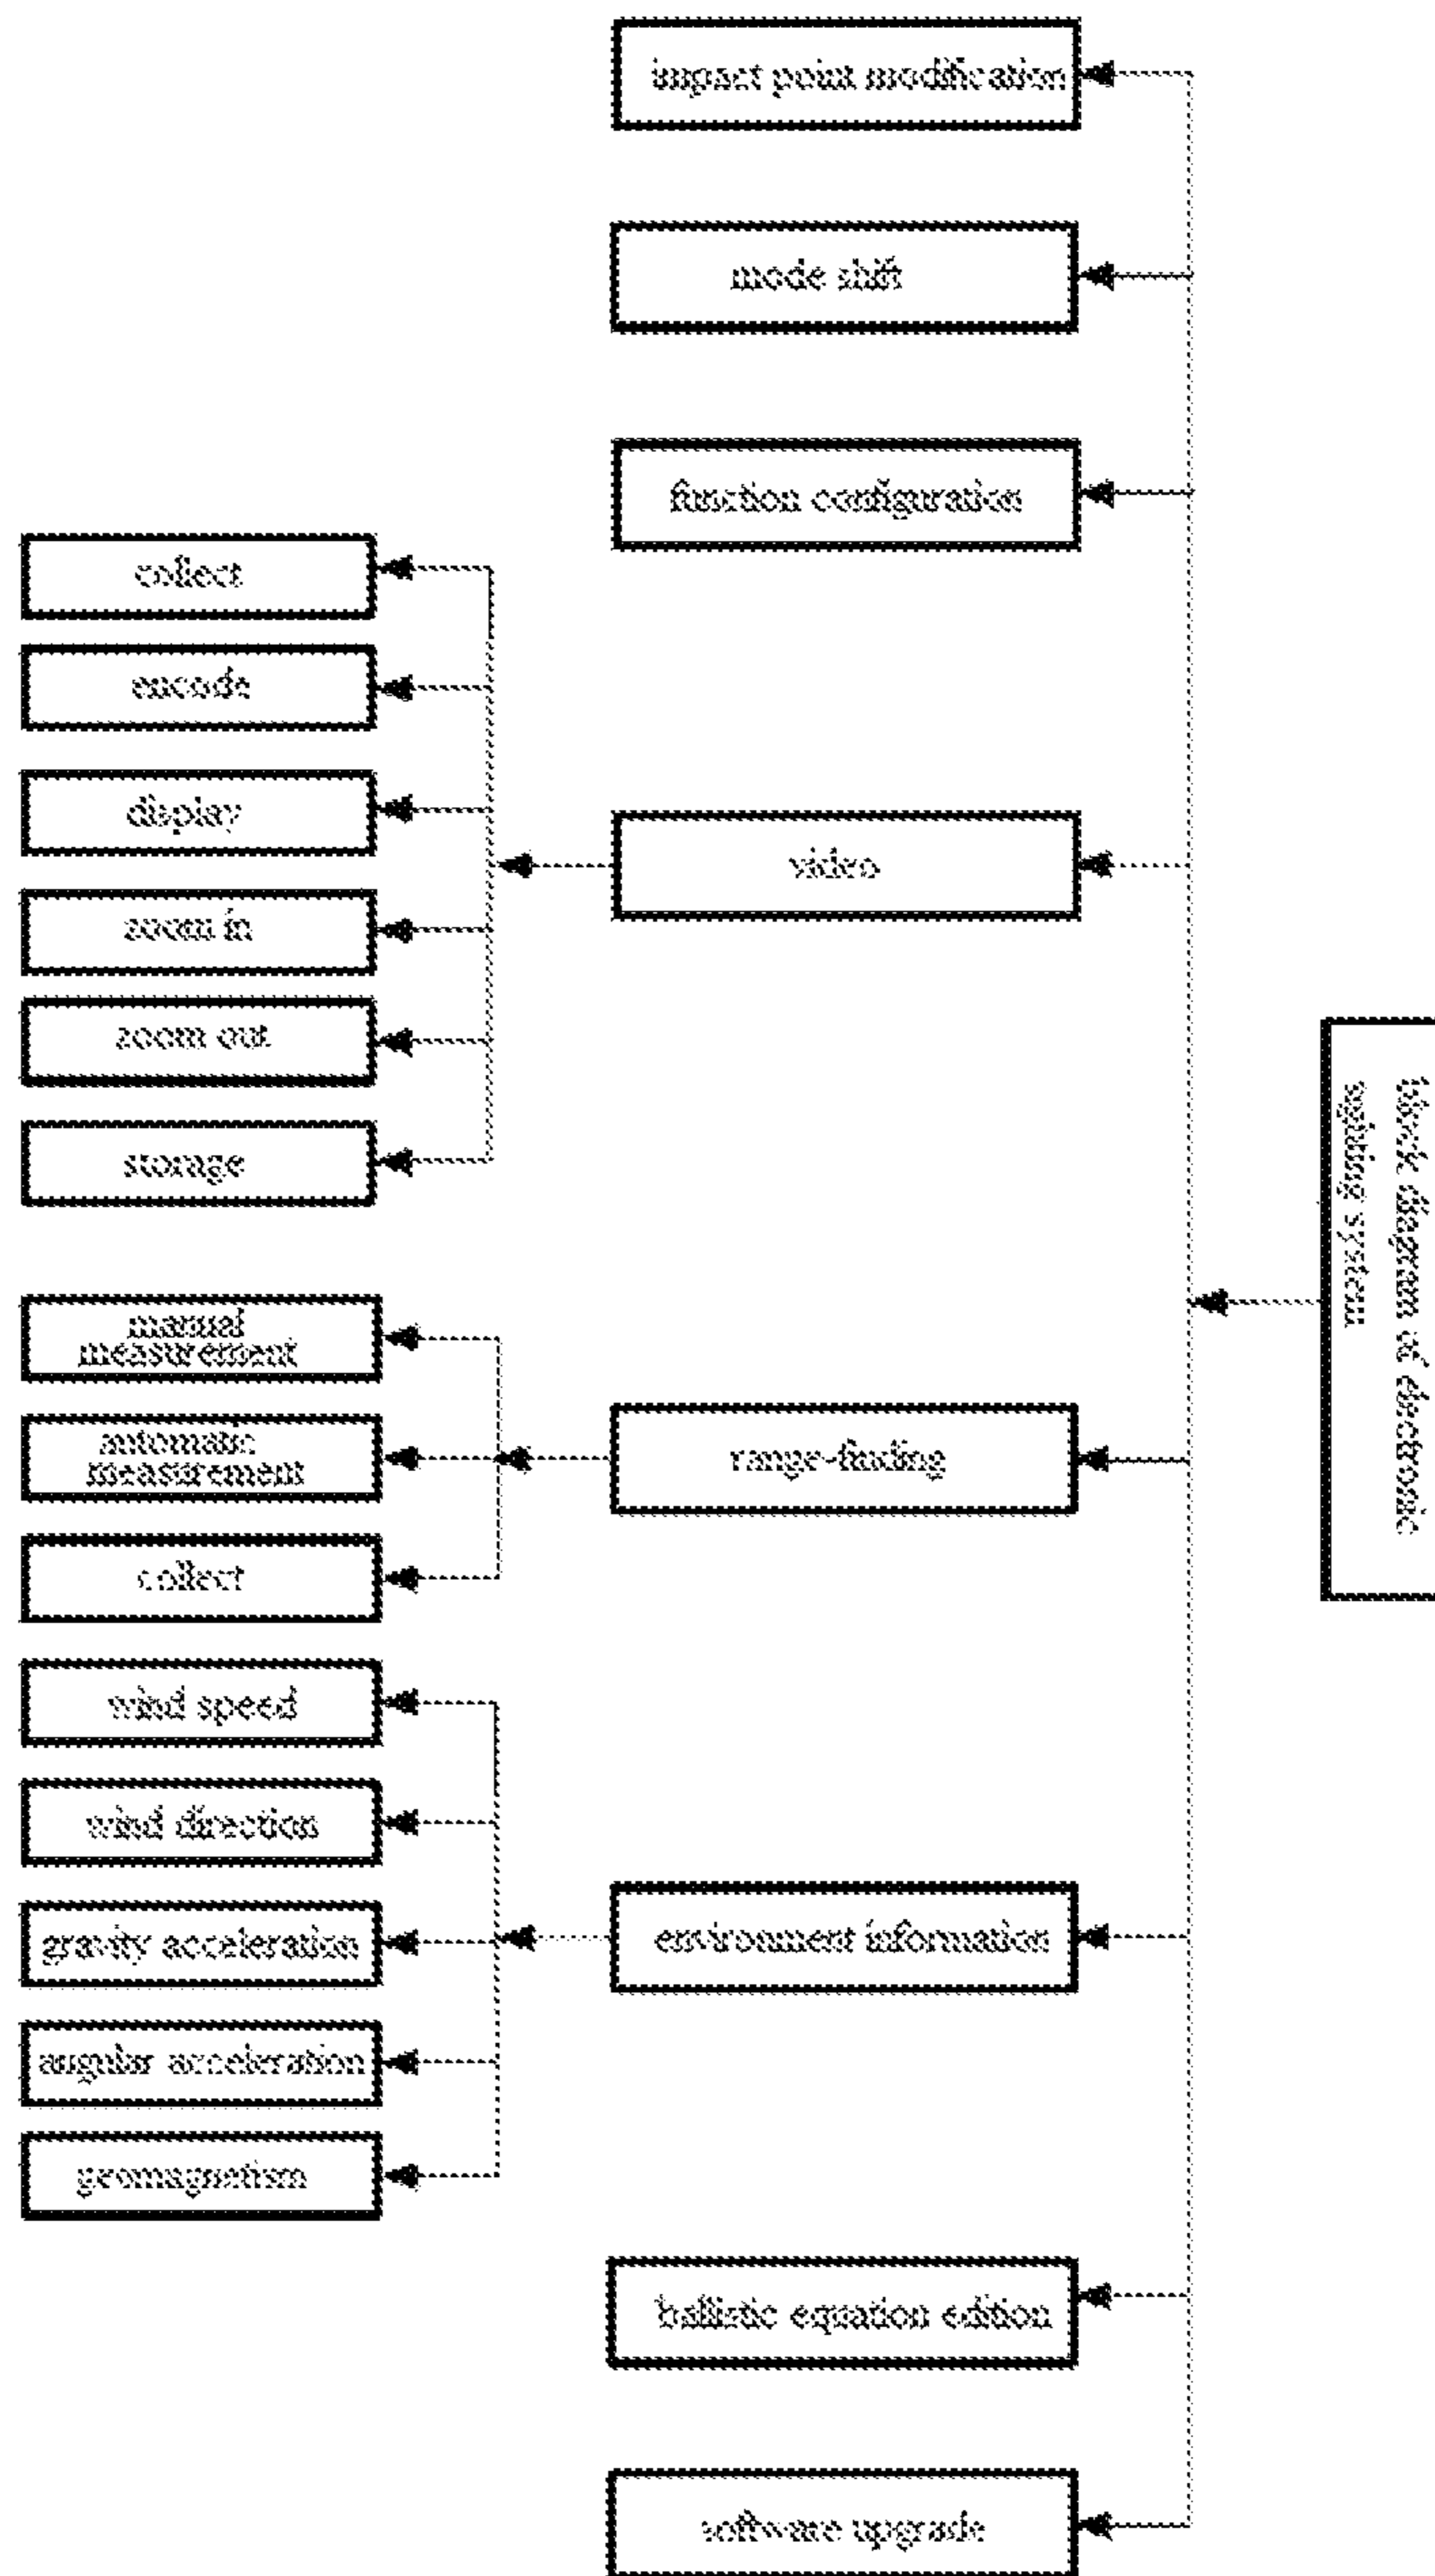 impact point modification
mode shift
function configuration
collect
encode
display
zoom in
zoom out
storage
video
manual
measurement
automatic
measurement
collect
range-finding
wind speed
wind direction
gravity acceleration
angular acceleration
geomagnetism
environment information
ballistic equation edition
software upgrade
block diagram of electronic
sighting system